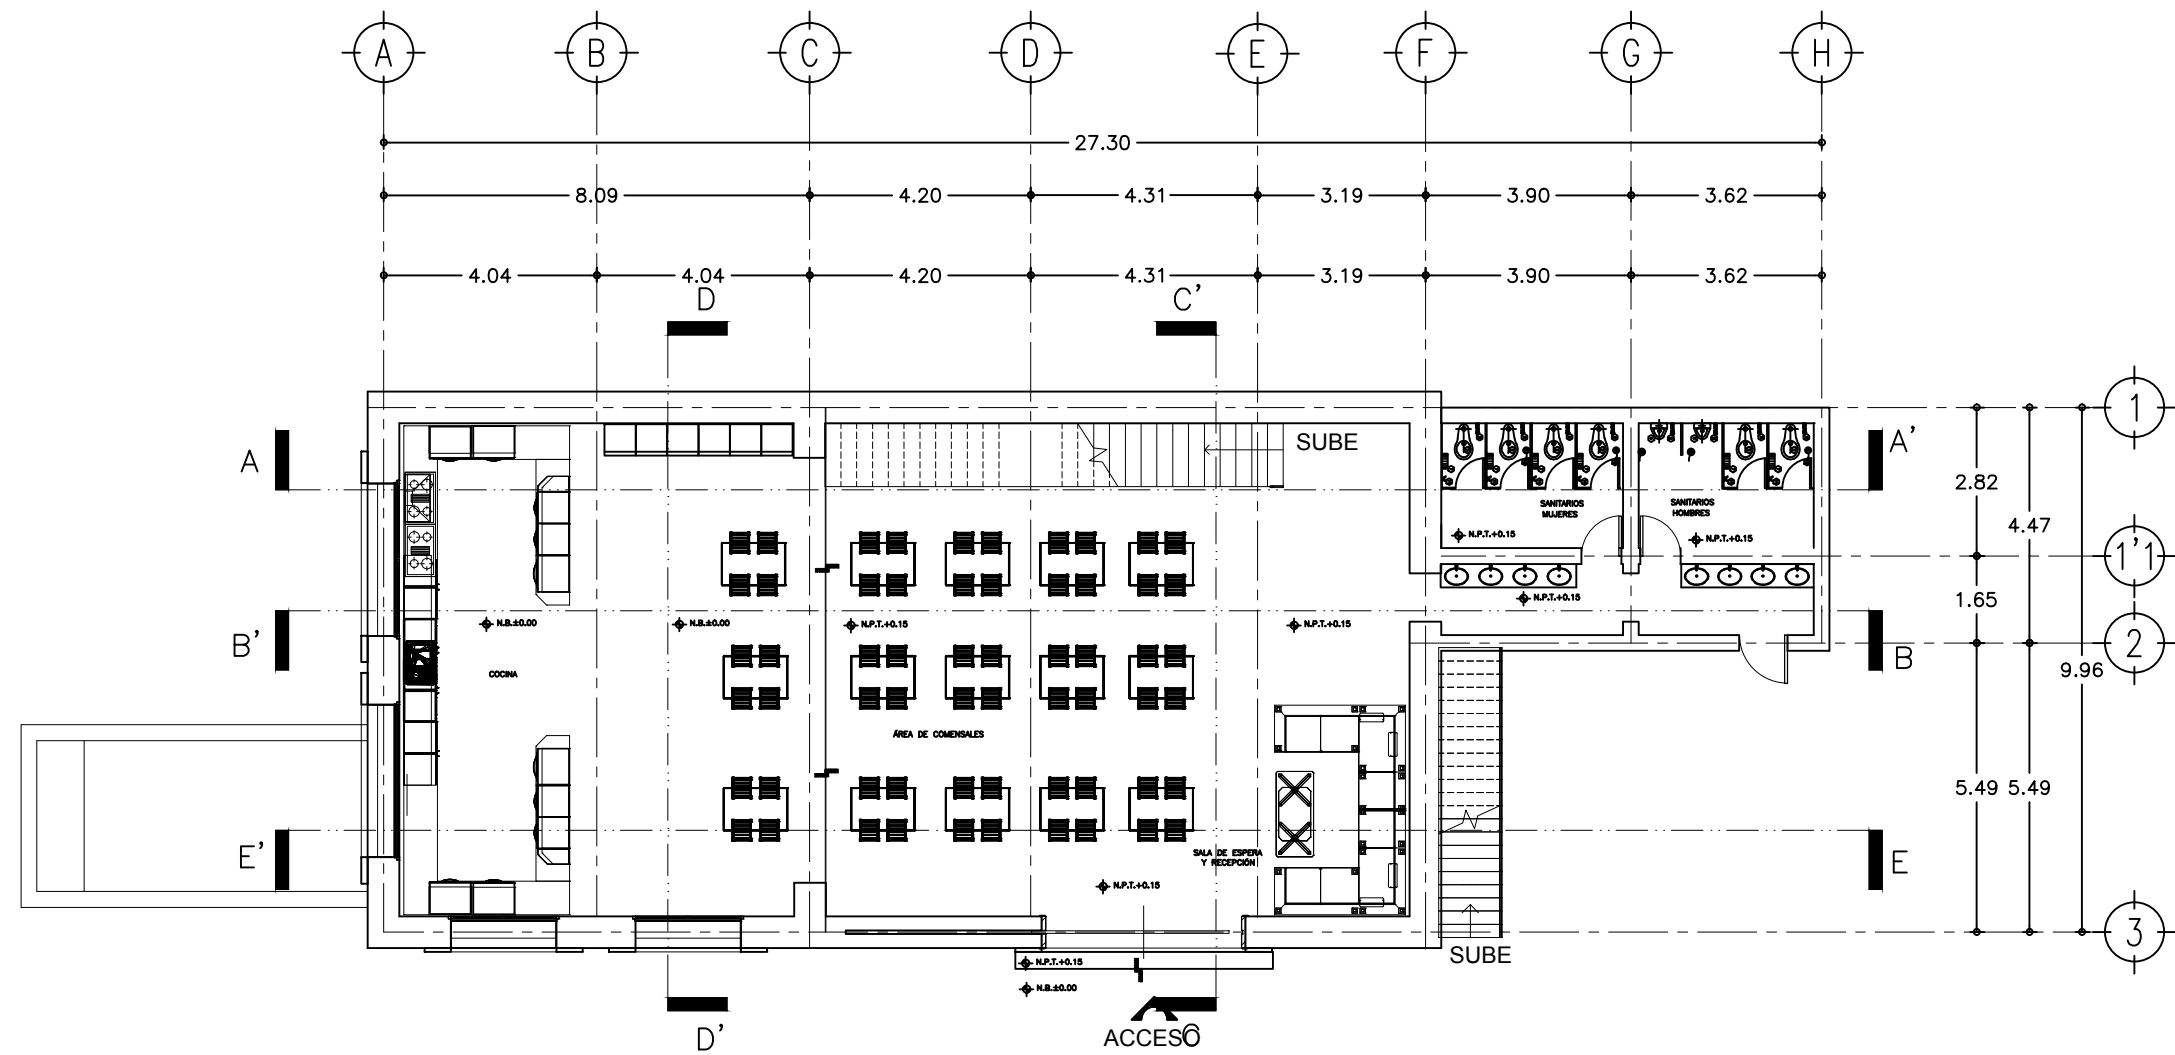 A B C D E F G H
27.30
8.09 4.20 4.31 3.19 3.90 3.62
4.04 4.04 4.20 4.31 3.19 3.90 3.62
D C'
1
A SUBE A'
2.82
SANITARIOS
MUJERES
SANITARIOS
HOMBRES
4.47
N.P.T.+0.15 N.P.T.+0.15
1'1
N.P.T.+0.15
1.65
N.B.±0.00 N.B.±0.00 N.P.T.+0.15 N.P.T.+0.15
B' B 2
9.96
COCINA
ÁREA DE COMENSALES
5.49 5.49
SALA DE ESPERA
Y RECEPCIÓN
E' E
N.P.T.+0.15
3
SUBE
N.P.T.+0.15
N.B.±0.00
D' ACCESO C